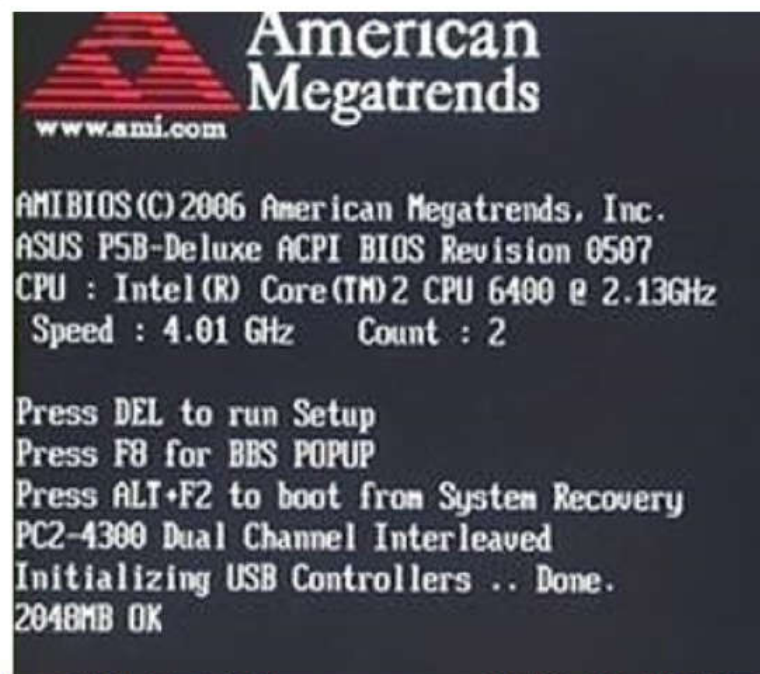 American
Megatrends
www.ami.com
AMIBIOS(C)2006 American Megatrends, Inc.
ASUS P5B-Deluxe ACPI BIOS Revision 0507
CPU : Intel(R) Core(TM)2 CPU 6400 @ 2.13GHz
Speed : 4.01 GHz Count : 2
Press DEL to run Setup
Press F8 for BBS POPUP
Press ALT+F2 to boot from System Recovery
PC2-4300 Dual Channel Interleaved
Initializing USB Controllers .. Done.
2048MB OK